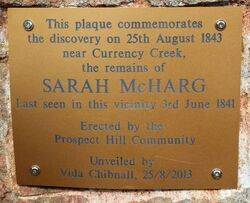 This plaque commemorates
the discovery on 25th August 1843
near Currency Creek,
the remains of
SARAH McHARG
Last seen in this vicinity 3rd June 1841
Erected by the
Prospect Hill Community
Unveiled by
Vula Chibnall, 25/8/2013